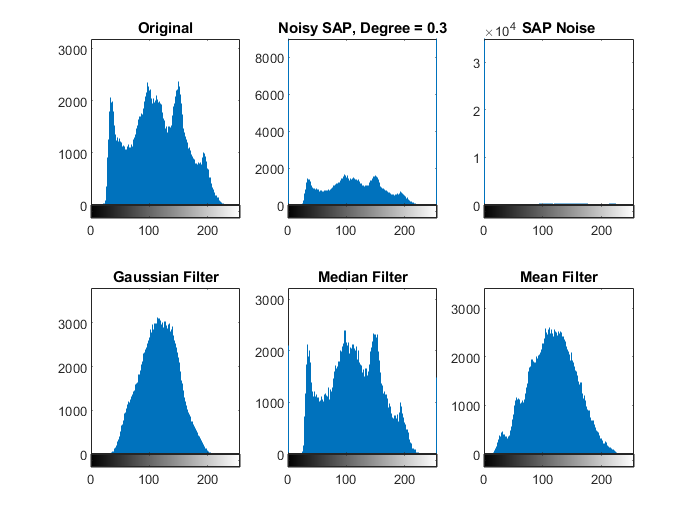 Original
3000
2000
1000
0
0 100 200
Noisy SAP, Degree = 0.3
8000
6000
4000
2000
0
0 100 200
×10^4 SAP Noise
3
2
1
0
0 100 200
Gaussian Filter
3000
2000
1000
0
0 100 200
Median Filter
3000
2000
1000
0
0 100 200
Mean Filter
3000
2000
1000
0
0 100 200